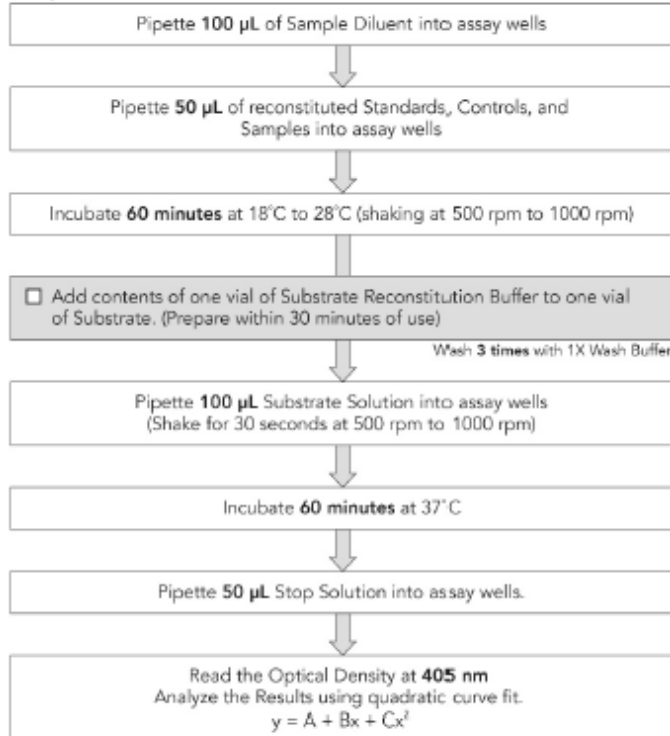 Pipette 100 µL of Sample Diluent into assay wells
Pipette 50 µL of reconstituted Standards, Controls, and
Samples into assay wells
Incubate 60 minutes at 18°C to 28°C (shaking at 500 rpm to 1000 rpm)
☐ Add contents of one vial of Substrate Reconstitution Buffer to one vial
of Substrate. (Prepare within 30 minutes of use)
Wash 3 times with 1X Wash Buffer
Pipette 100 µL Substrate Solution into assay wells
(Shake for 30 seconds at 500 rpm to 1000 rpm)
Incubate 60 minutes at 37°C
Pipette 50 µL Stop Solution into assay wells.
Read the Optical Density at 405 nm
Analyze the Results using quadratic curve fit.
y = A + Bx + Cx²